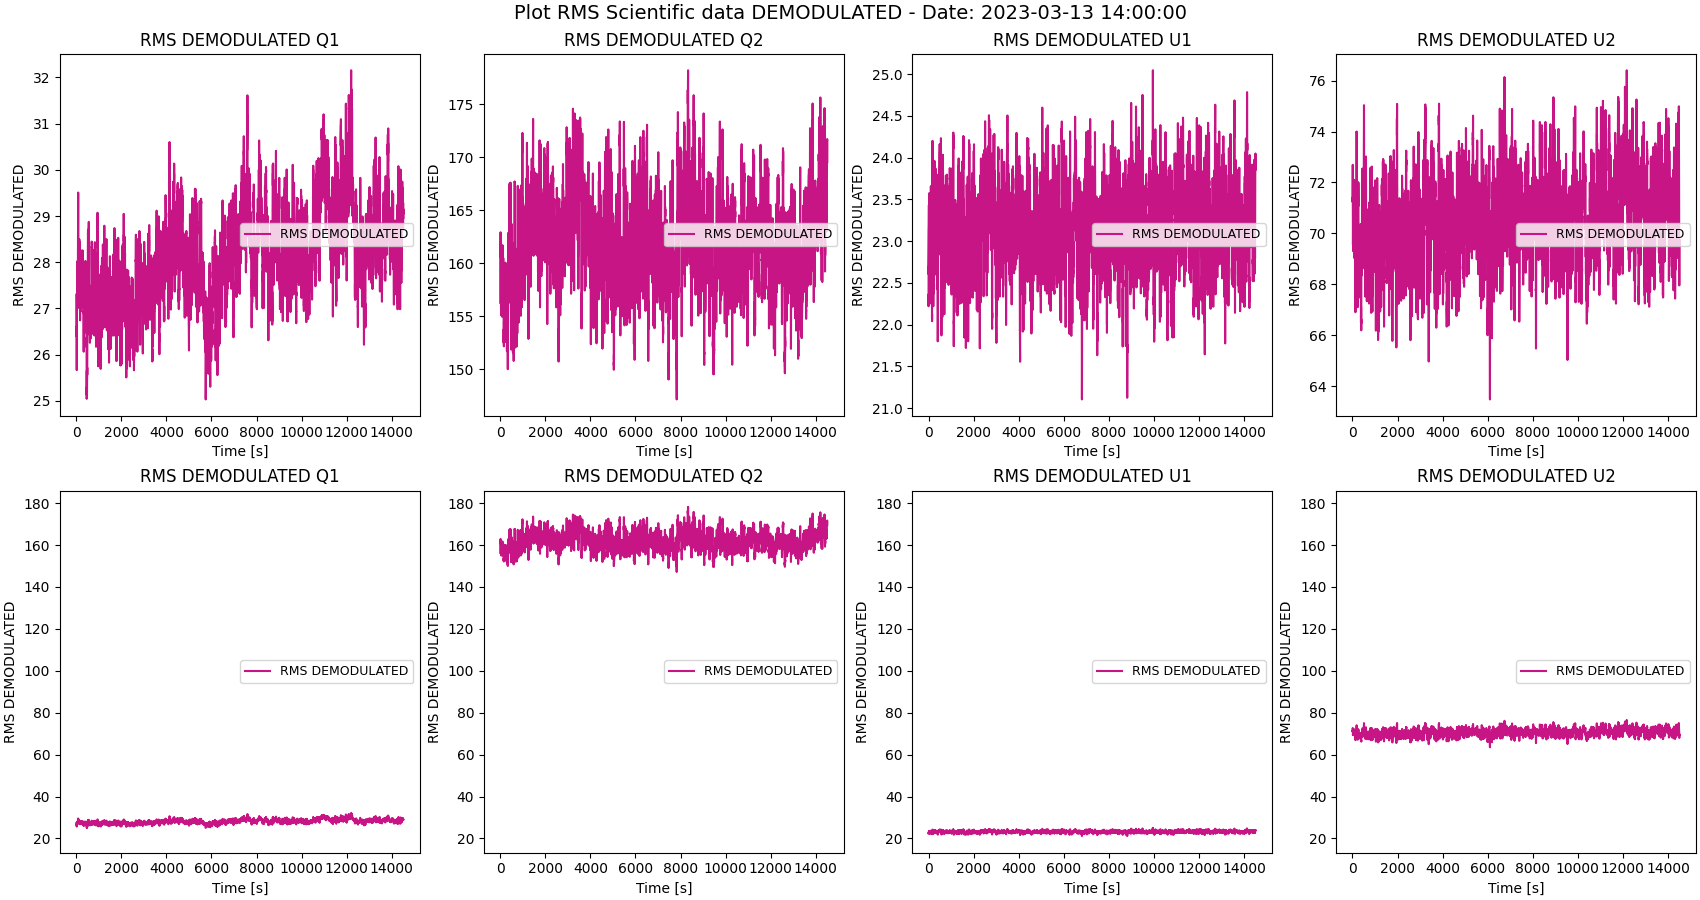 Plot RMS Scientific data DEMODULATED - Date: 2023-03-13 14:00:00
RMS DEMODULATED Q1
RMS DEMODULATED
32
31
30
29
28
27
26
25
RMS DEMODULATED
0 2000 4000 6000 8000 10000 12000 14000
Time [s]
RMS DEMODULATED Q2
RMS DEMODULATED
175
170
165
160
155
150
RMS DEMODULATED
0 2000 4000 6000 8000 10000 12000 14000
Time [s]
RMS DEMODULATED U1
RMS DEMODULATED
25.0
24.5
24.0
23.5
23.0
22.5
22.0
21.5
21.0
RMS DEMODULATED
0 2000 4000 6000 8000 10000 12000 14000
Time [s]
RMS DEMODULATED U2
RMS DEMODULATED
76
74
72
70
68
66
64
RMS DEMODULATED
0 2000 4000 6000 8000 10000 12000 14000
Time [s]
RMS DEMODULATED Q1
RMS DEMODULATED
180
160
140
120
100
80
60
40
20
RMS DEMODULATED
0 2000 4000 6000 8000 10000 12000 14000
Time [s]
RMS DEMODULATED Q2
RMS DEMODULATED
180
160
140
120
100
80
60
40
20
RMS DEMODULATED
0 2000 4000 6000 8000 10000 12000 14000
Time [s]
RMS DEMODULATED U1
RMS DEMODULATED
180
160
140
120
100
80
60
40
20
RMS DEMODULATED
0 2000 4000 6000 8000 10000 12000 14000
Time [s]
RMS DEMODULATED U2
RMS DEMODULATED
180
160
140
120
100
80
60
40
20
RMS DEMODULATED
0 2000 4000 6000 8000 10000 12000 14000
Time [s]